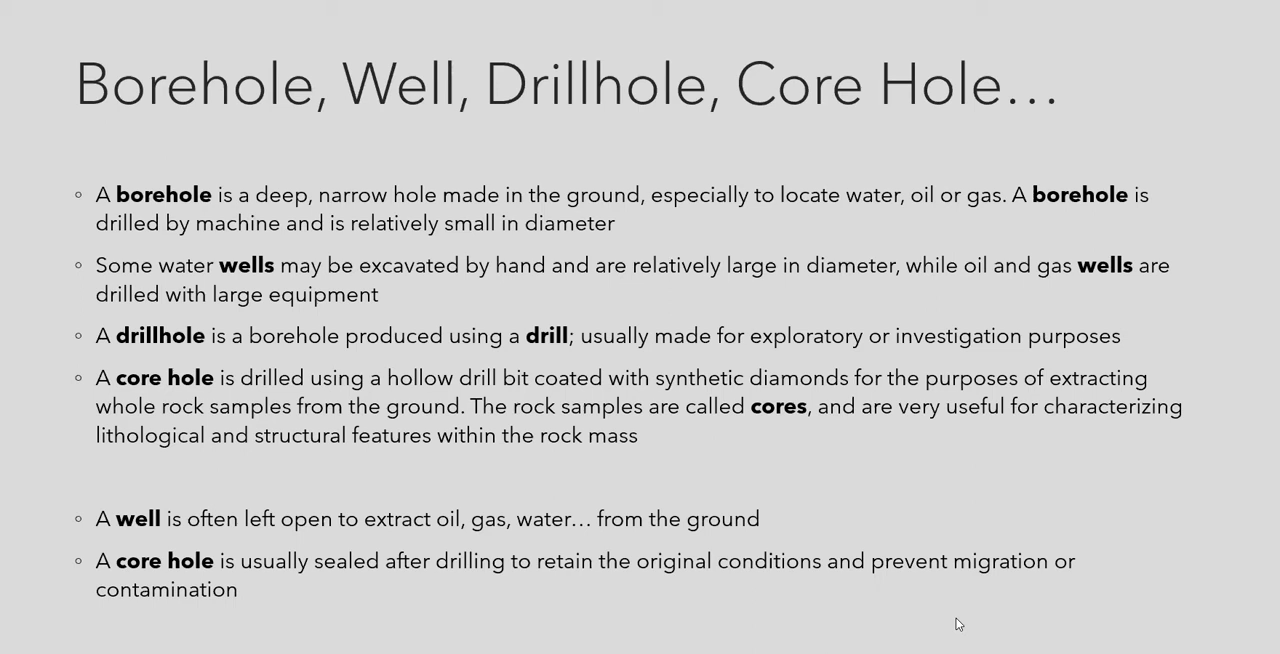 Borehole, Well, Drillhole, Core Hole…
◦ A borehole is a deep, narrow hole made in the ground, especially to locate water, oil or gas. A borehole is
drilled by machine and is relatively small in diameter
◦ Some water wells may be excavated by hand and are relatively large in diameter, while oil and gas wells are
drilled with large equipment
◦ A drillhole is a borehole produced using a drill; usually made for exploratory or investigation purposes
◦ A core hole is drilled using a hollow drill bit coated with synthetic diamonds for the purposes of extracting
whole rock samples from the ground. The rock samples are called cores, and are very useful for characterizing
lithological and structural features within the rock mass
◦ A well is often left open to extract oil, gas, water… from the ground
◦ A core hole is usually sealed after drilling to retain the original conditions and prevent migration or
contamination